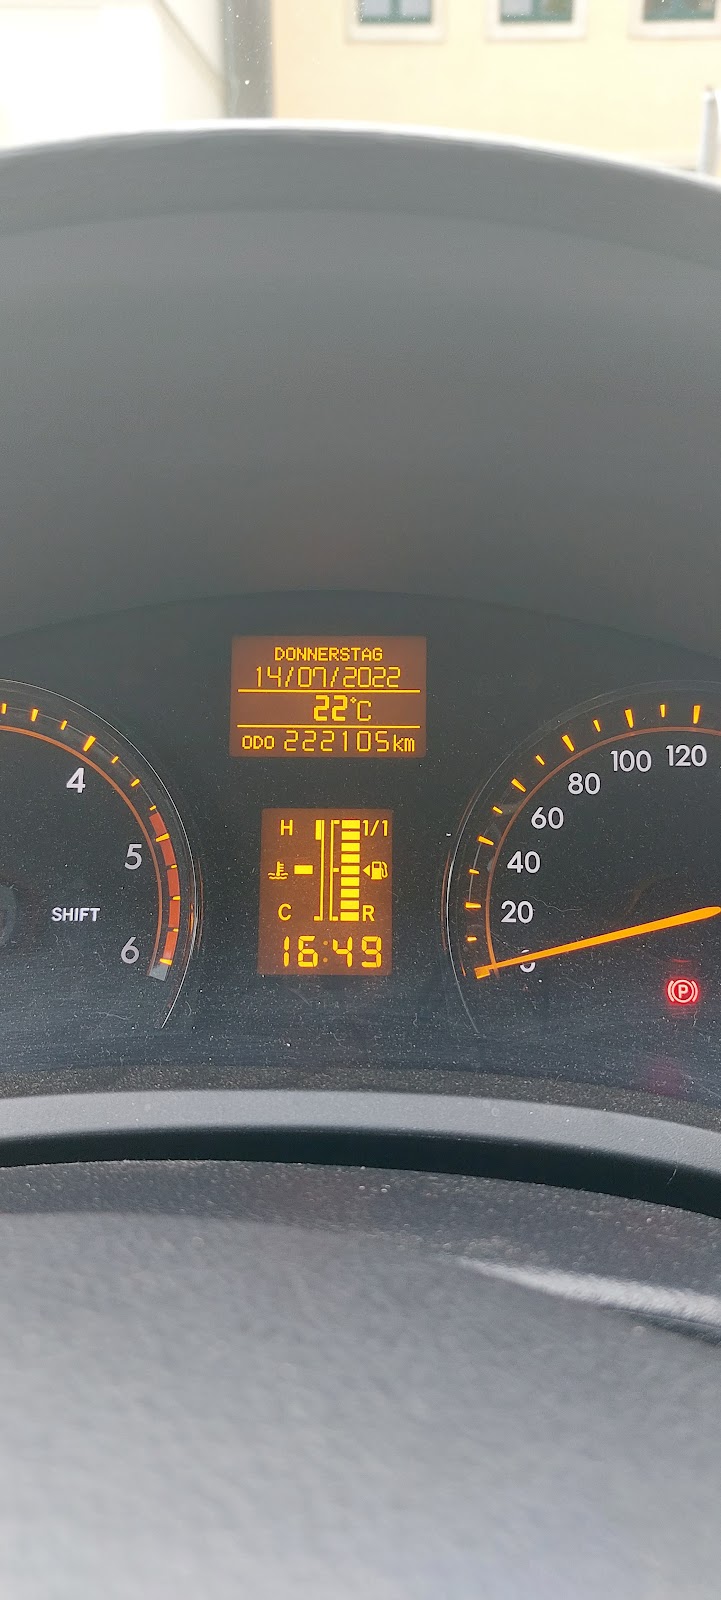 DONNERSTAG
14/07/2022
22°C
ODO 222105km
4
5
6
SHIFT
H
1/1
C
R
16:49
120
100
80
60
40
20
0
P